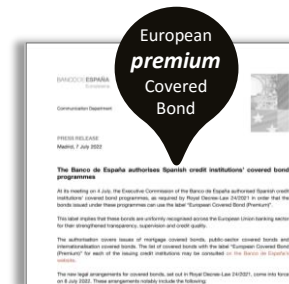 European
premium
Covered
Bond
BANCO DE ESPAÑA
Eurosistema
Communication Department
PRESS RELEASE
Madrid, 7 July 2022
The Banco de España authorises Spanish credit institutions' covered bond
programmes
At its meeting on 4 July, the Executive Commission of the Banco de España authorised Spanish credit
institutions' covered bond programmes, as required by Royal Decree-Law 24/2021 in order that the
bonds issued under these programmes can use the label "European Covered Bond (Premium)".
This label implies that these bonds are uniformly recognised across the European Union banking sector
for their strengthened transparency, supervision and credit quality.
The authorisation covers issues of mortgage covered bonds, public-sector covered bonds and
internationalisation covered bonds. The list of covered bonds with the label "European Covered Bond
(Premium)" for each of the issuing credit institutions may be consulted on the Banco de España's
website.
The new legal arrangements for covered bonds, set out in Royal Decree-Law 24/2021, come into force
on 8 July 2022. These arrangements notably include the following: